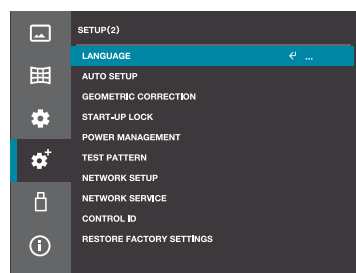 SETUP(2)
LANGUAGE ...
AUTO SETUP
GEOMETRIC CORRECTION
START-UP LOCK
POWER MANAGEMENT
TEST PATTERN
NETWORK SETUP
NETWORK SERVICE
CONTROL ID
RESTORE FACTORY SETTINGS